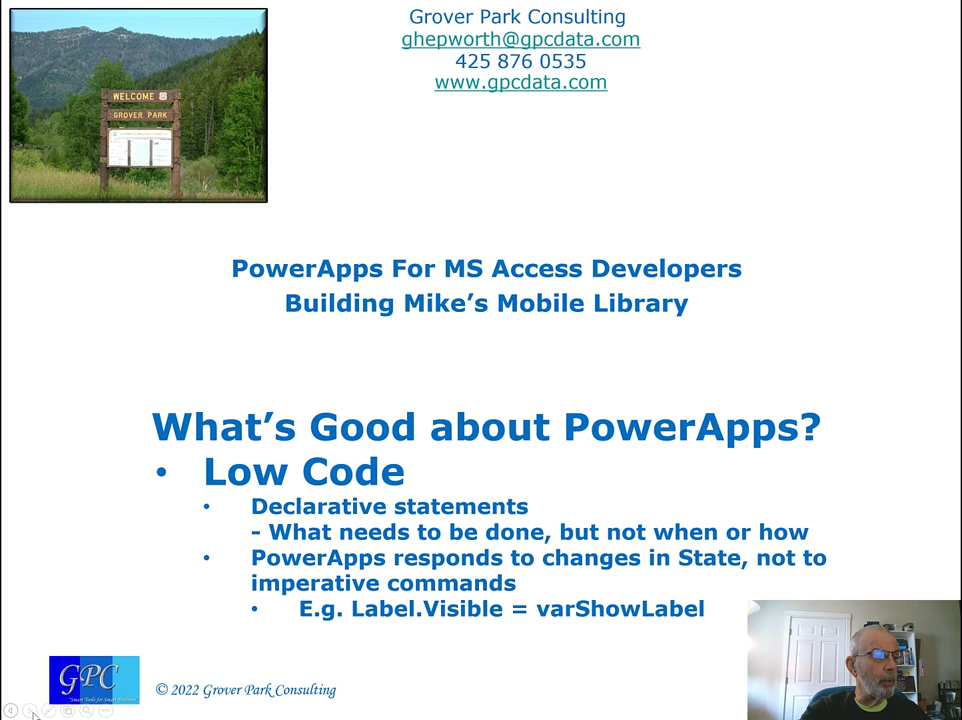 Grover Park Consulting
ghepworth@gpcdata.com
425 876 0535
www.gpcdata.com
WELCOME
GROVER PARK
PowerApps For MS Access Developers
Building Mike’s Mobile Library
What’s Good about PowerApps?
• Low Code
• Declarative statements
- What needs to be done, but not when or how
• PowerApps responds to changes in State, not to
imperative commands
• E.g. Label.Visible = varShowLabel
GPC
© 2022 Grover Park Consulting